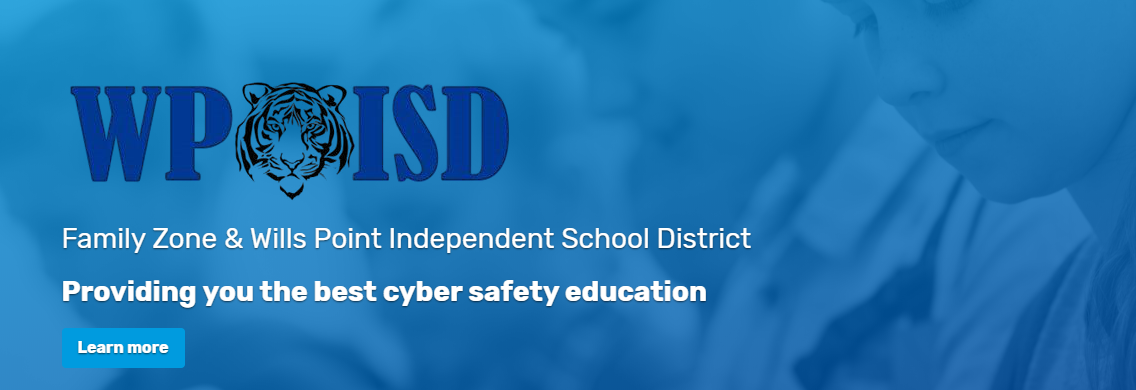 WP ISD
Family Zone & Wills Point Independent School District
Providing you the best cyber safety education
Learn more